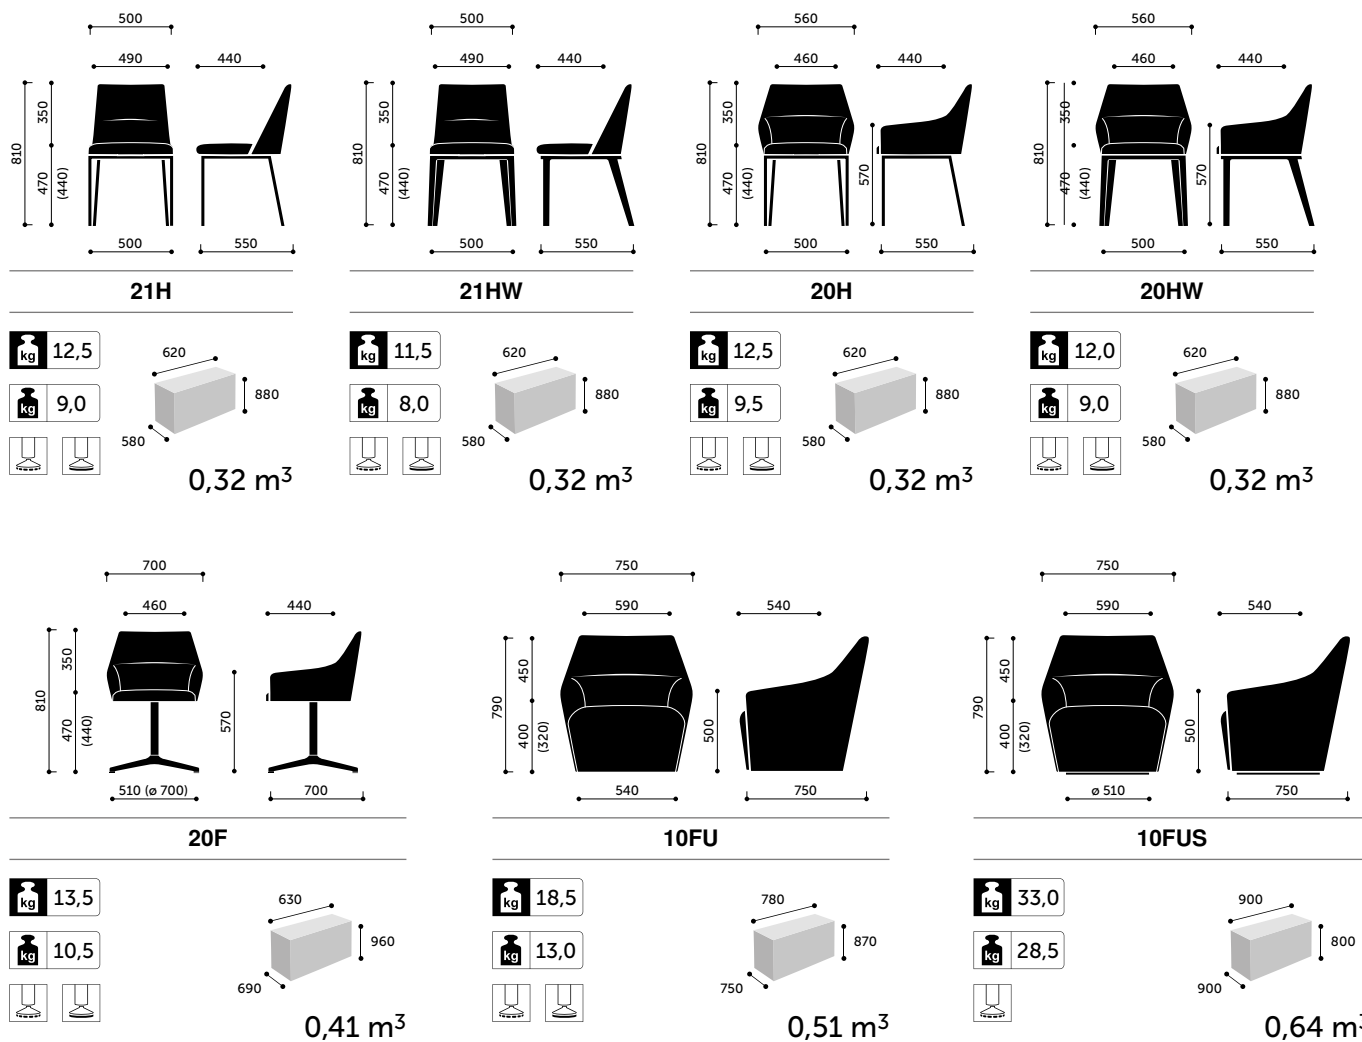 500
490
440
350
810
470
(440)
500
550
21H
kg 12,5
kg 9,0
620
880
580
0,32 m³
500
490
440
350
810
470
(440)
500
550
21HW
kg 11,5
kg 8,0
620
880
580
0,32 m³
560
460
440
350
810
470
(440)
570
500
550
20H
kg 12,5
kg 9,5
620
880
580
0,32 m³
560
460
440
350
810
470
(440)
570
500
550
20HW
kg 12,0
kg 9,0
620
880
580
0,32 m³
700
460
440
350
810
470
(440)
570
510 (ø 700)
700
20F
kg 13,5
kg 10,5
630
960
690
0,41 m³
750
590
540
450
790
400
(320)
500
540
750
10FU
kg 18,5
kg 13,0
780
870
750
0,51 m³
750
590
540
450
790
400
(320)
500
ø 510
750
10FUS
kg 33,0
kg 28,5
900
800
900
0,64 m³